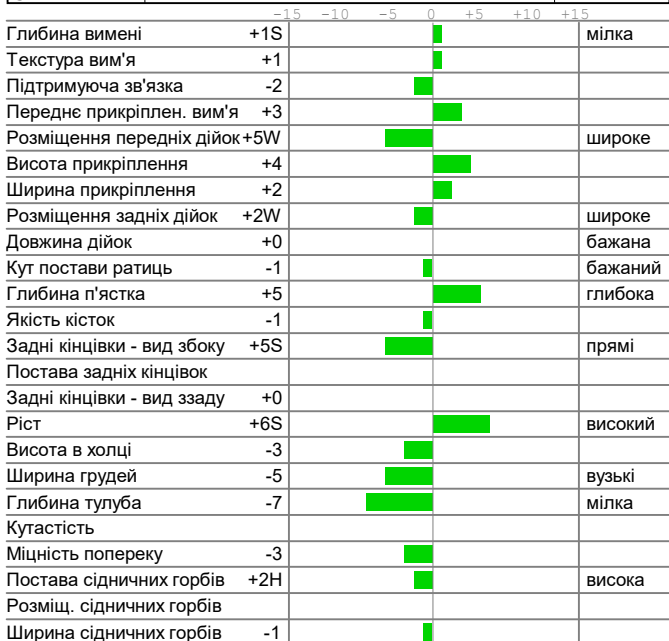 -15 -10 -5 0 +5 +10 +15
Глибина вимені +1S мілка
Текстура вим'я +1
Підтримуюча зв'язка -2
Переднє прикріплен. вим'я +3
Розміщення передніх дійок +5W широке
Висота прикріплення +4
Ширина прикріплення +2
Розміщення задніх дійок +2W широке
Довжина дійок +0 бажана
Кут постави ратиць -1 бажаний
Глибина п'ястка +5 глибока
Якість кісток -1
Задні кінцівки - вид збоку +5S прямі
Постава задніх кінцівок
Задні кінцівки - вид ззаду +0
Ріст +6S високий
Висота в холці -3
Ширина грудей -5 вузькі
Глибина тулуба -7 мілка
Кутастість
Міцність попереку -3
Постава сідничних горбів +2H висока
Розміщ. сідничних горбів
Ширина сідничних горбів -1